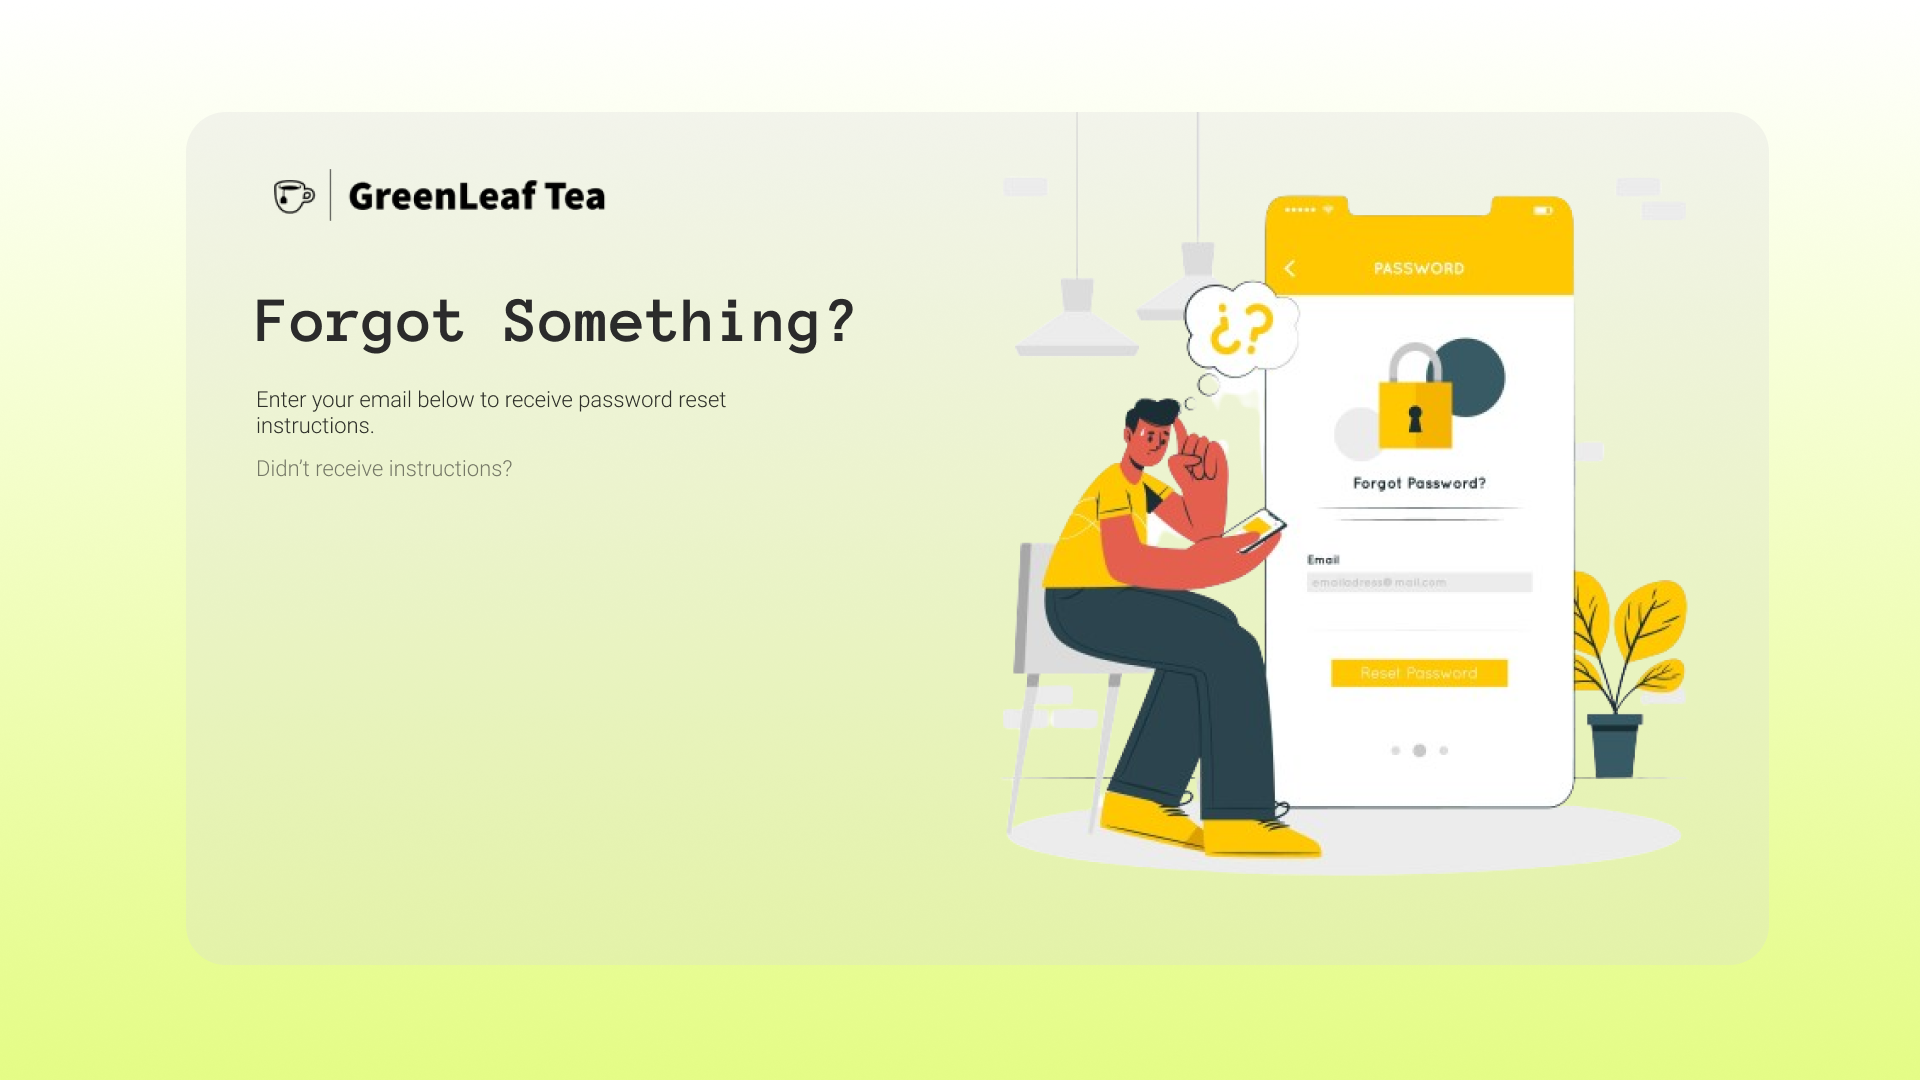 GreenLeaf Tea
Forgot Something?
Enter your email below to receive password reset
instructions.
Didn’t receive instructions?
¿?
PASSWORD
Forgot Password?
Email
emailadress@mail.com
Reset Password